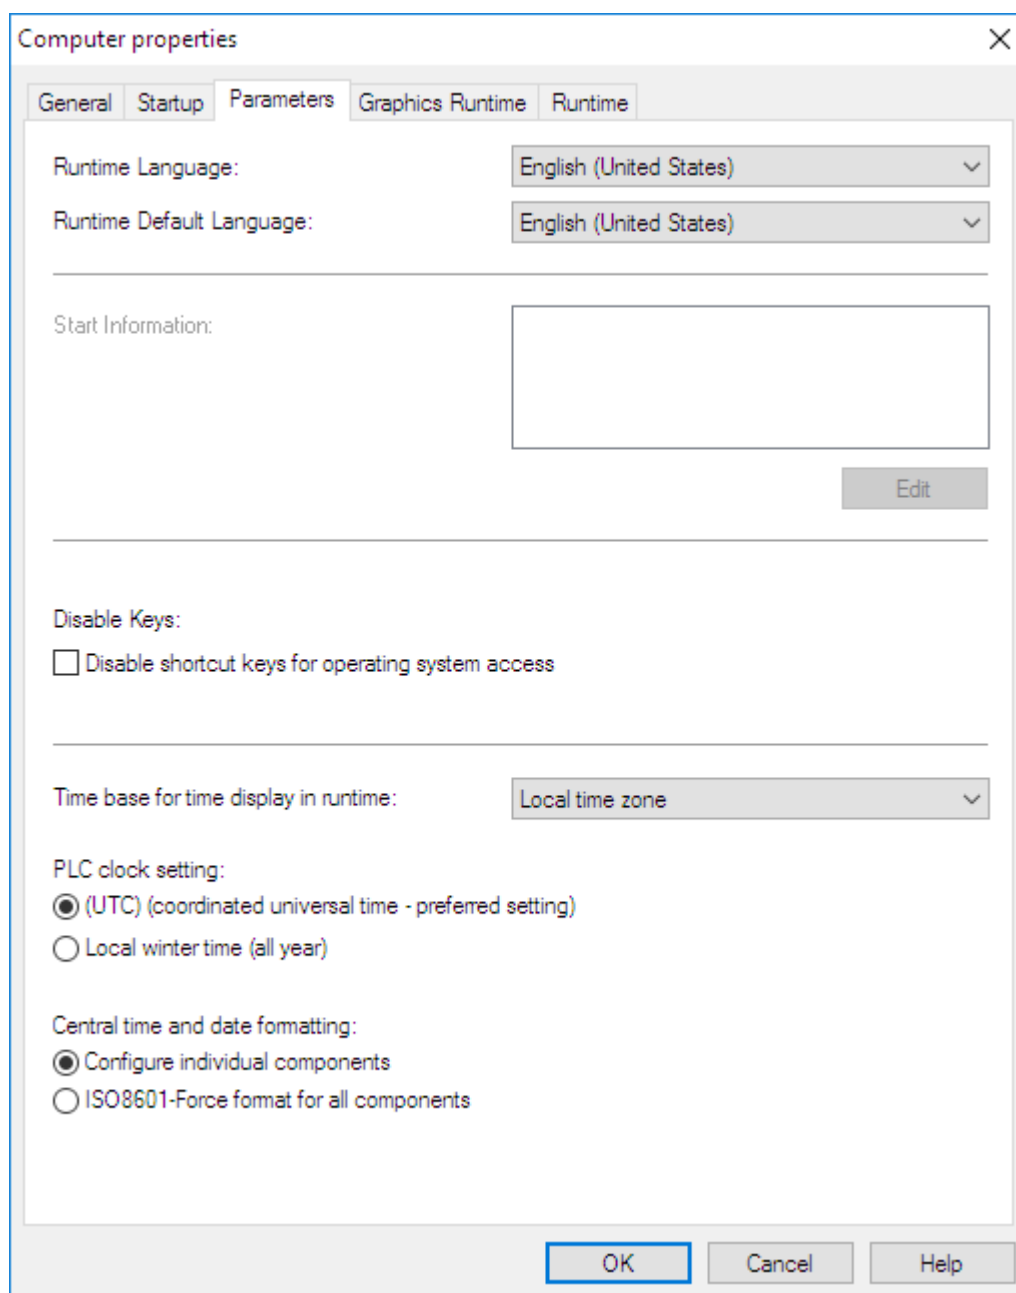 Computer properties
General Startup Parameters Graphics Runtime Runtime
Runtime Language: English (United States)
Runtime Default Language: English (United States)
Start Information:
Edit
Disable Keys:
Disable shortcut keys for operating system access
Time base for time display in runtime: Local time zone
PLC clock setting:
(UTC) (coordinated universal time - preferred setting)
Local winter time (all year)
Central time and date formatting:
Configure individual components
ISO8601-Force format for all components
OK Cancel Help